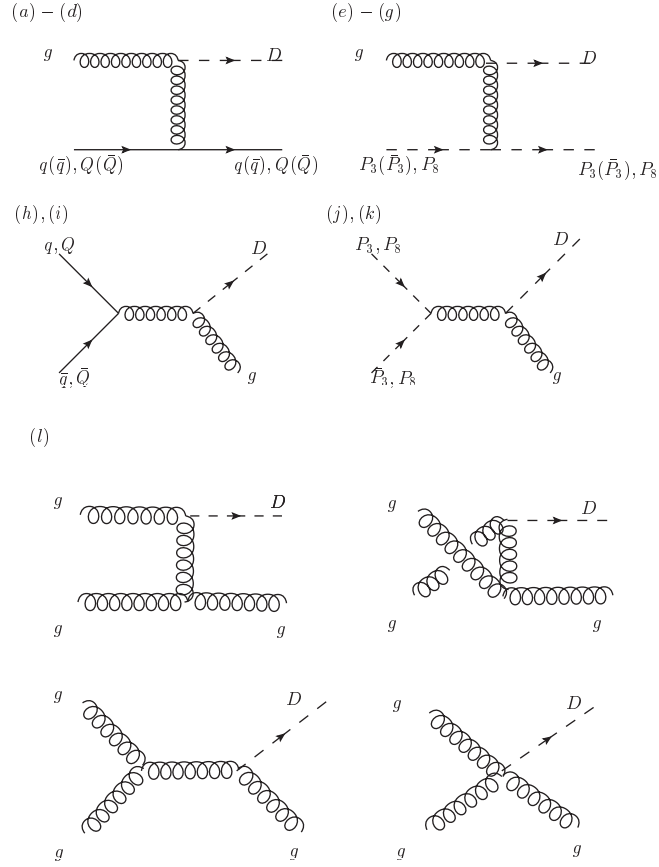 (a) − (d)
g
D
q(q̄), Q(Q̄)
q(q̄), Q(Q̄)
(e) − (g)
g
D
P₃(P̄₃), P₈
P₃(P̄₃), P₈
(h), (i)
q, Q
D
q̄, Q̄
g
(j), (k)
P₃, P₈
D
P̄₃, P₈
g
(l)
g
D
g
g
g
D
g
g
g
D
g
g
g
D
g
g